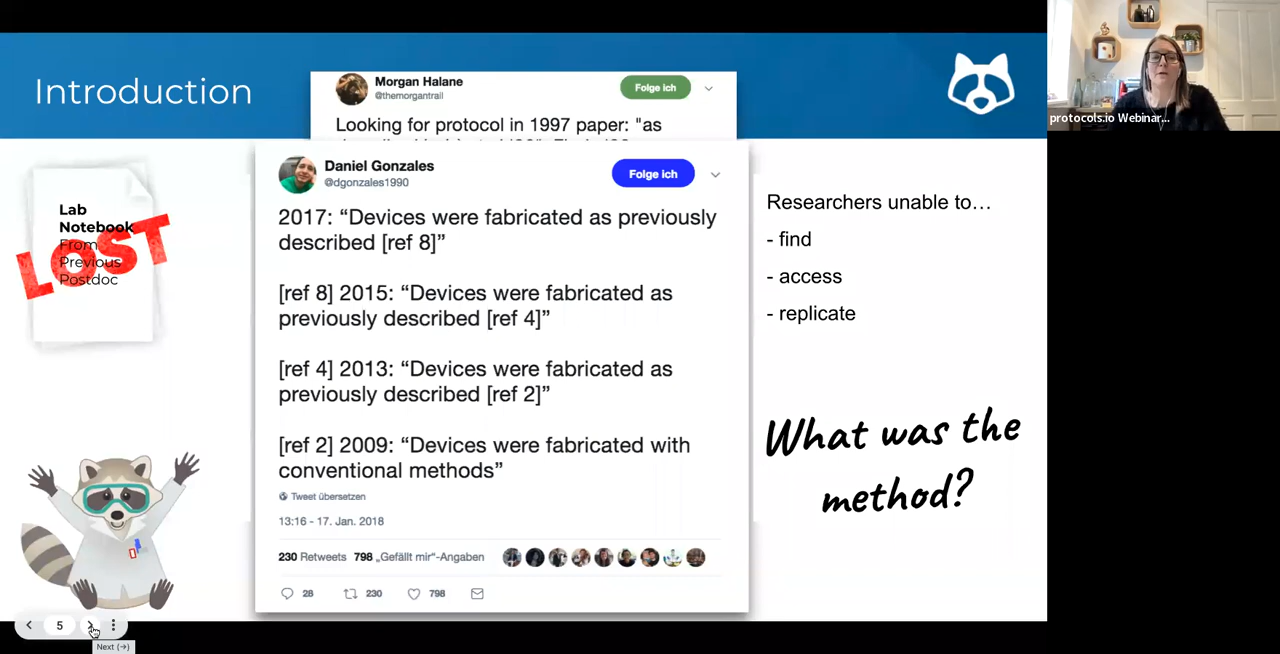 Introduction
Morgan Halane
@themorgantrail
Folge ich
Looking for protocol in 1997 paper: "as
Daniel Gonzales
@dgonzales1990
Folge ich
2017: “Devices were fabricated as previously
described [ref 8]”
[ref 8] 2015: “Devices were fabricated as
previously described [ref 4]”
[ref 4] 2013: “Devices were fabricated as
previously described [ref 2]”
[ref 2] 2009: “Devices were fabricated with
conventional methods”
Tweet übersetzen
13:16 - 17. Jan. 2018
230 Retweets 798 „Gefällt mir“-Angaben
28 230 798
Lab
Notebook
From
Previous
Postdoc
LOST
Researchers unable to…
- find
- access
- replicate
What was the
method?
protocols.io Webinar...
5
Next (→)